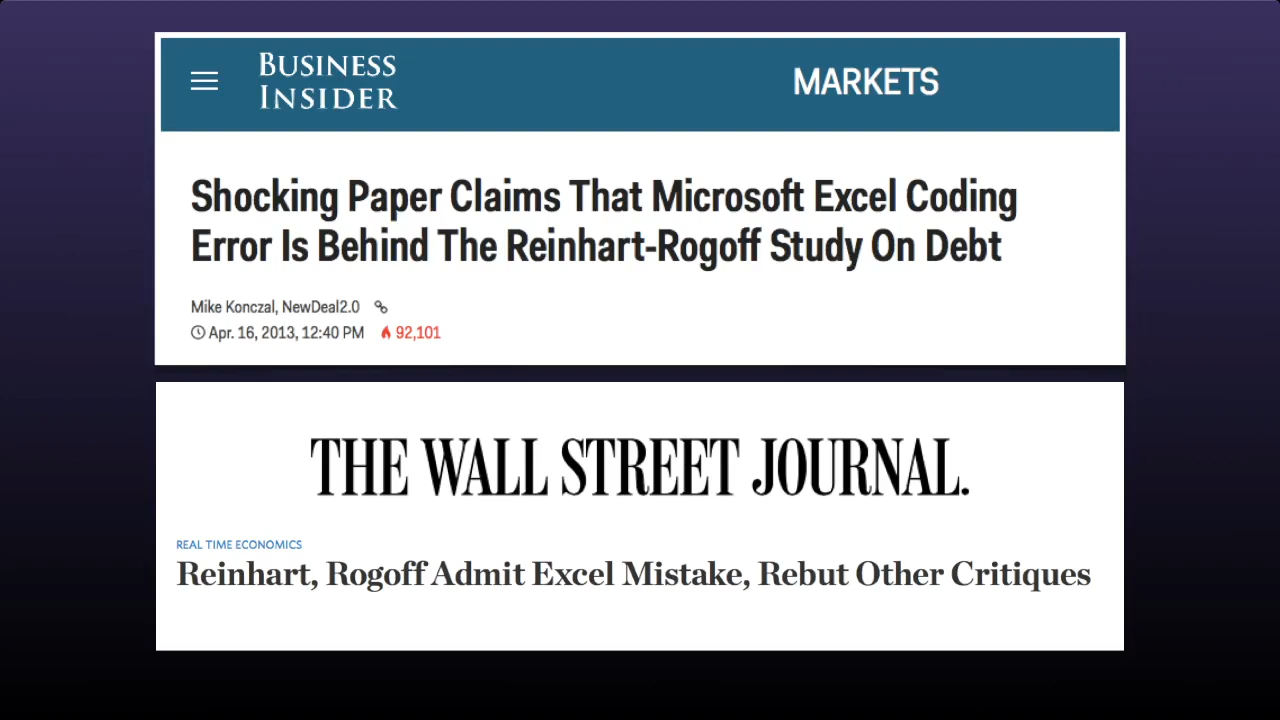 BUSINESS
INSIDER
MARKETS
Shocking Paper Claims That Microsoft Excel Coding
Error Is Behind The Reinhart-Rogoff Study On Debt
Mike Konczal, NewDeal2.0
Apr. 16, 2013, 12:40 PM 92,101
THE WALL STREET JOURNAL.
REAL TIME ECONOMICS
Reinhart, Rogoff Admit Excel Mistake, Rebut Other Critiques